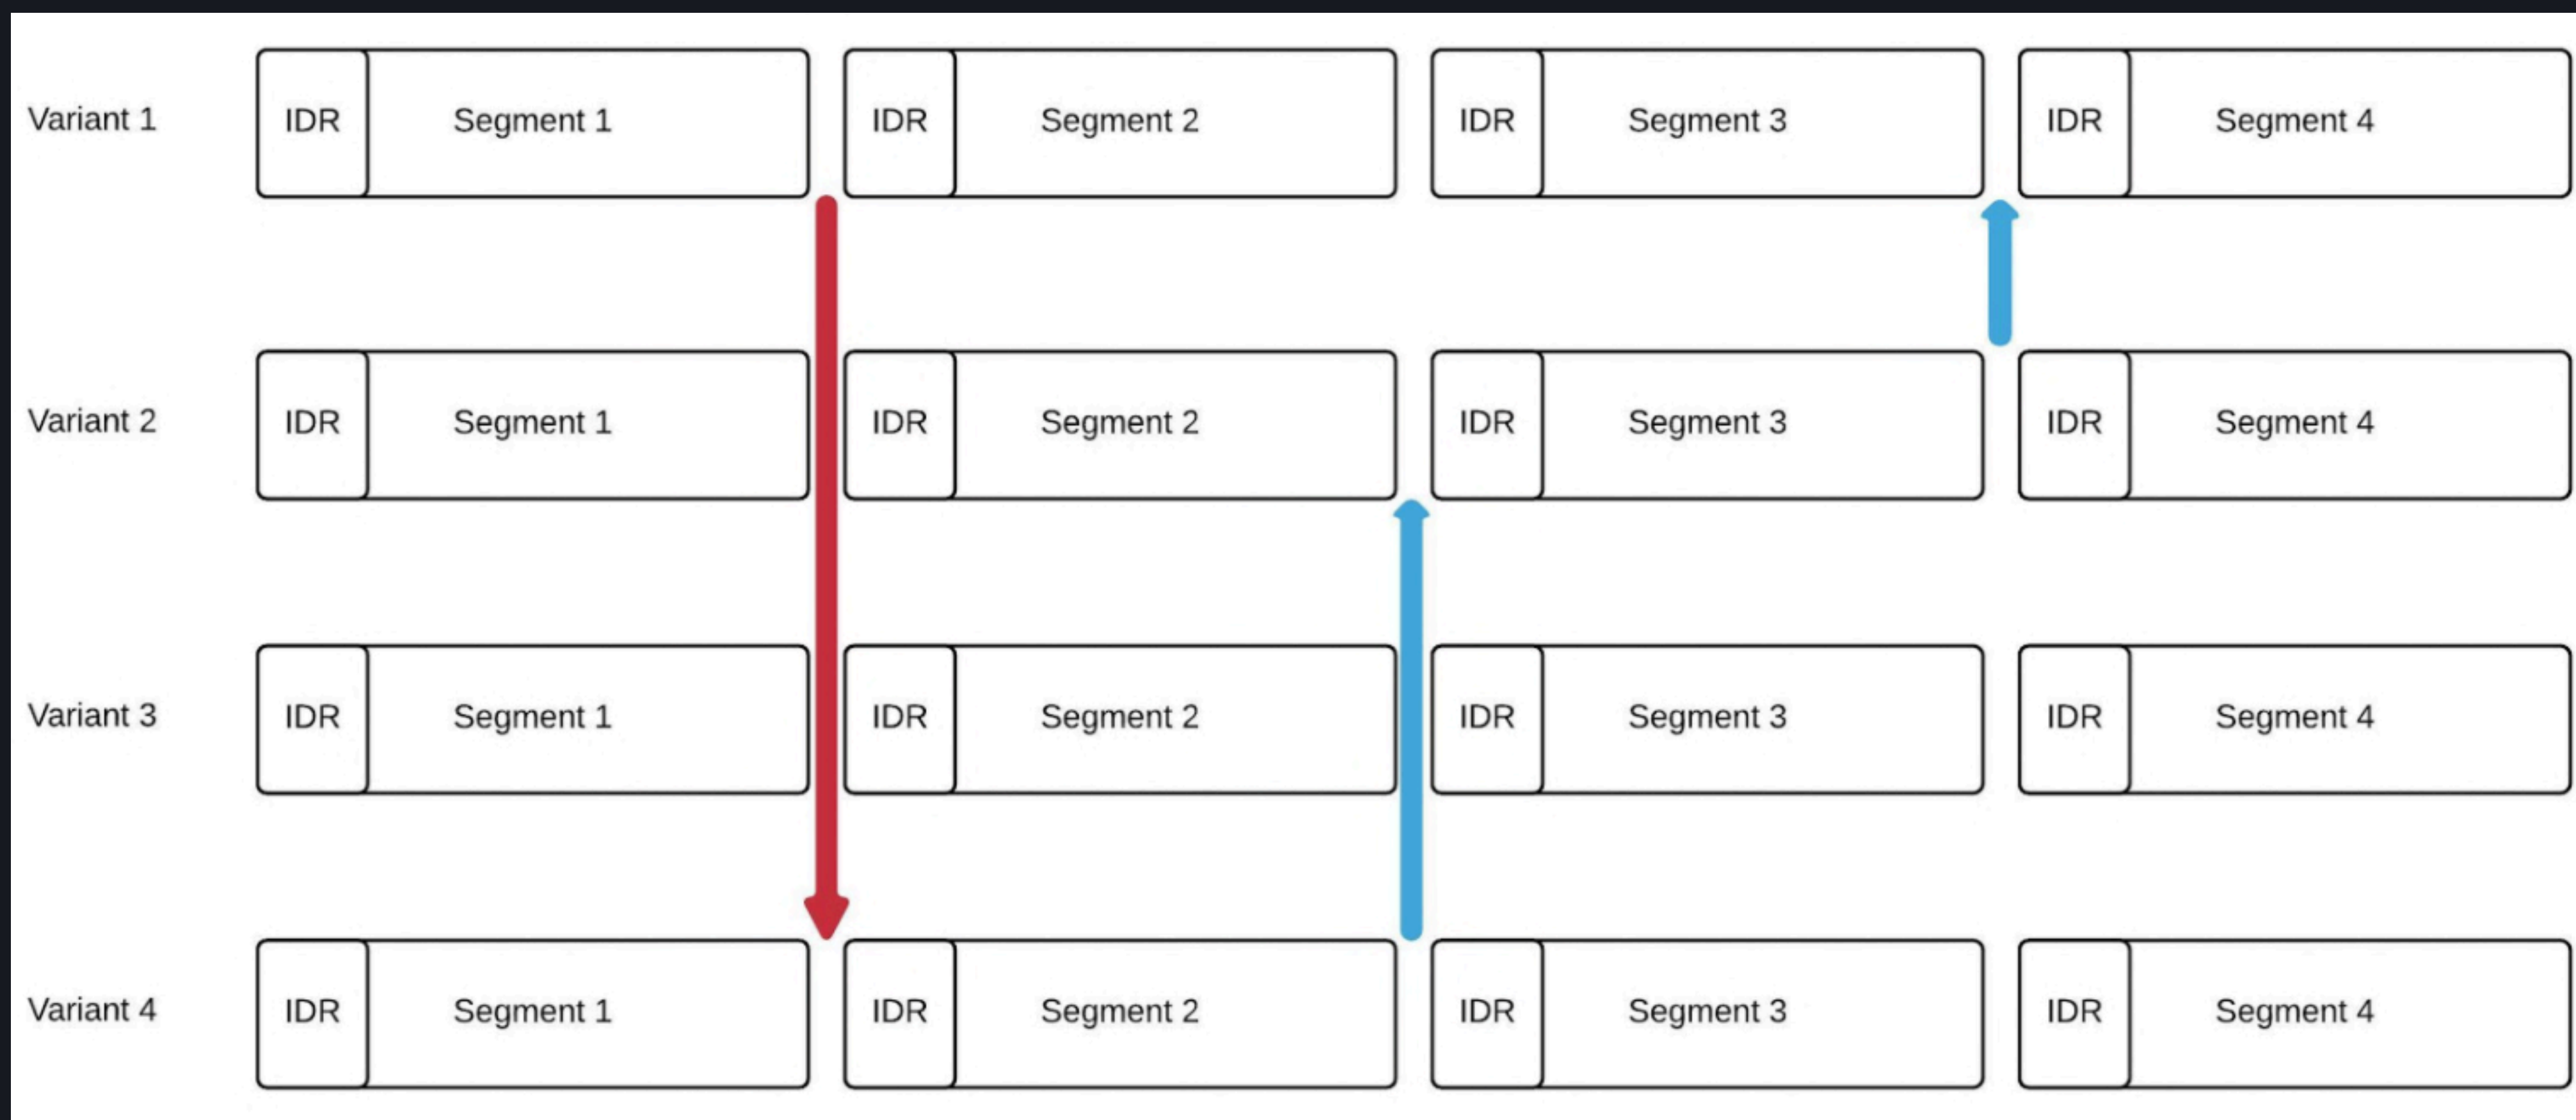 Variant 1 IDR Segment 1 IDR Segment 2 IDR Segment 3 IDR Segment 4
Variant 2 IDR Segment 1 IDR Segment 2 IDR Segment 3 IDR Segment 4
Variant 3 IDR Segment 1 IDR Segment 2 IDR Segment 3 IDR Segment 4
Variant 4 IDR Segment 1 IDR Segment 2 IDR Segment 3 IDR Segment 4